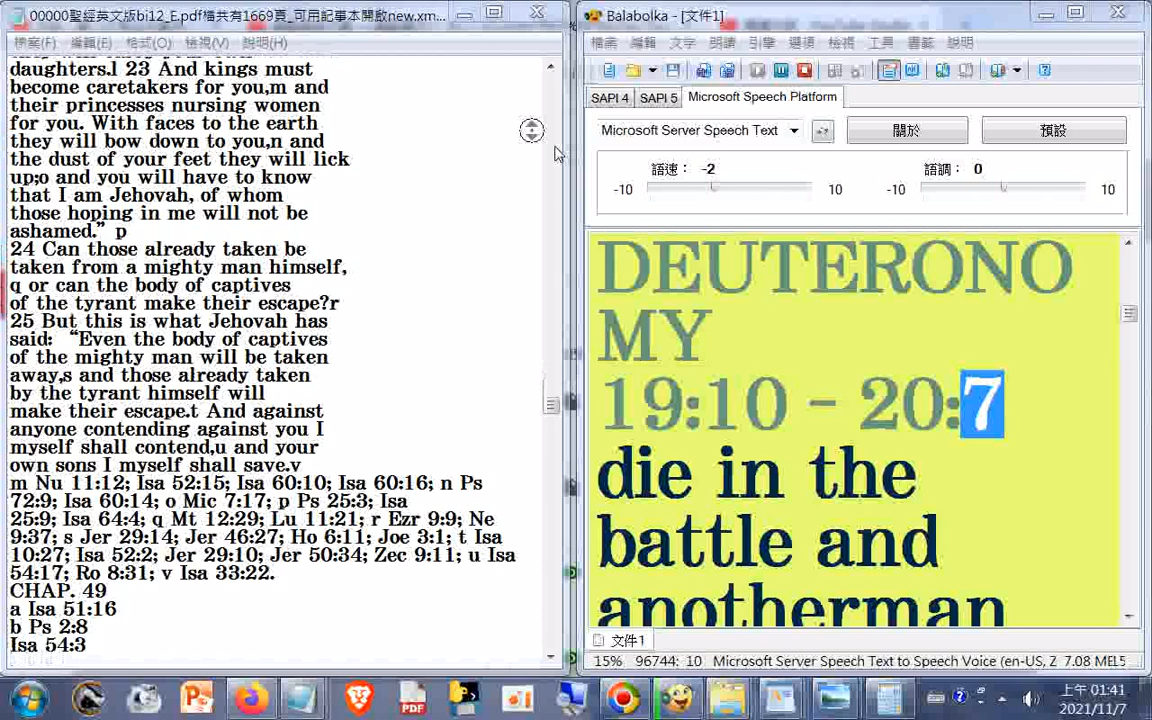 00000聖經英文版bi12_E.pdf檔共有1669頁_可用記事本開啟new.xm...
檔案(F) 編輯(E) 格式(O) 檢視(V) 說明(H)
daughters.l 23 And kings must
become caretakers for you,m and
their princesses nursing women
for you. With faces to the earth
they will bow down to you,n and
the dust of your feet they will lick
up;o and you will have to know
that I am Jehovah, of whom
those hoping in me will not be
ashamed.” p
24 Can those already taken be
taken from a mighty man himself,
q or can the body of captives
of the tyrant make their escape?r
25 But this is what Jehovah has
said: “Even the body of captives
of the mighty man will be taken
away,s and those already taken
by the tyrant himself will
make their escape.t And against
anyone contending against you I
myself shall contend,u and your
own sons I myself shall save.v
m Nu 11:12; Isa 52:15; Isa 60:10; Isa 60:16; n Ps
72:9; Isa 60:14; o Mic 7:17; p Ps 25:3; Isa
25:9; Isa 64:4; q Mt 12:29; Lu 11:21; r Ezr 9:9; Ne
9:37; s Jer 29:14; Jer 46:27; Ho 6:11; Joe 3:1; t Isa
10:27; Isa 52:2; Jer 29:10; Jer 50:34; Zec 9:11; u Isa
54:17; Ro 8:31; v Isa 33:22.
CHAP. 49
a Isa 51:16
b Ps 2:8
Isa 54:3
Balabolka - [文件1]
檔案 編輯 文字 朗讀 引擎 選項 檢視 工具 書籤 說明
SAPI 4 SAPI 5 Microsoft Speech Platform
Microsoft Server Speech Text 關於 預設
語速: -2 語調: 0
-10 10 -10 10
DEUTERONO
MY
19:10 - 20:7
die in the
battle and
anotherman
文件1
15% 96744: 10 Microsoft Server Speech Text to Speech Voice (en-US, Z 7.08 МЕ
PDF
上午 01:41
2021/11/7